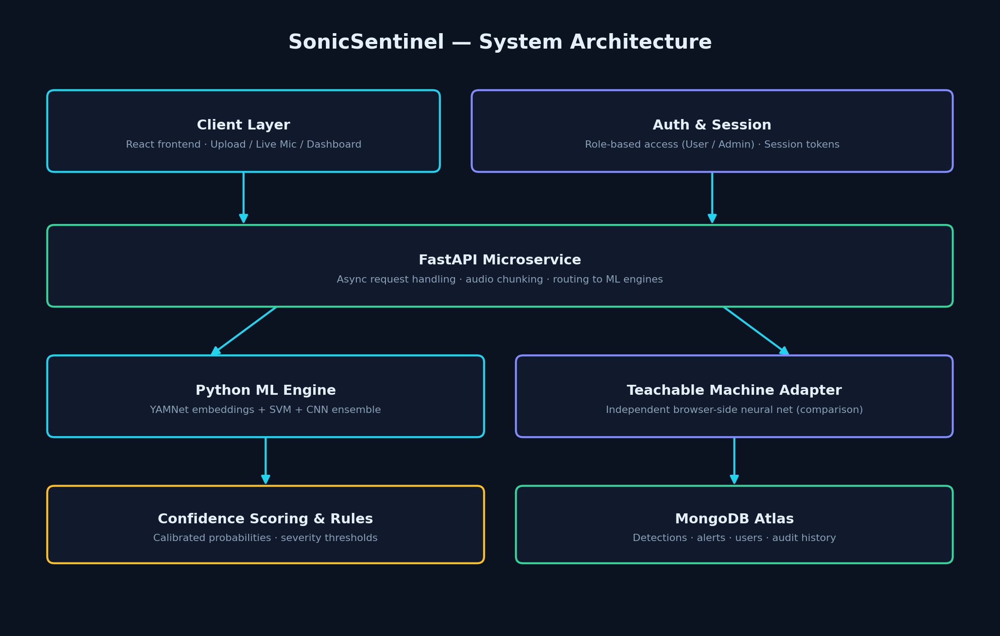 SonicSentinel — System Architecture
Client Layer
React frontend · Upload / Live Mic / Dashboard
Auth & Session
Role-based access (User / Admin) · Session tokens
FastAPI Microservice
Async request handling · audio chunking · routing to ML engines
Python ML Engine
YAMNet embeddings + SVM + CNN ensemble
Teachable Machine Adapter
Independent browser-side neural net (comparison)
Confidence Scoring & Rules
Calibrated probabilities · severity thresholds
MongoDB Atlas
Detections · alerts · users · audit history